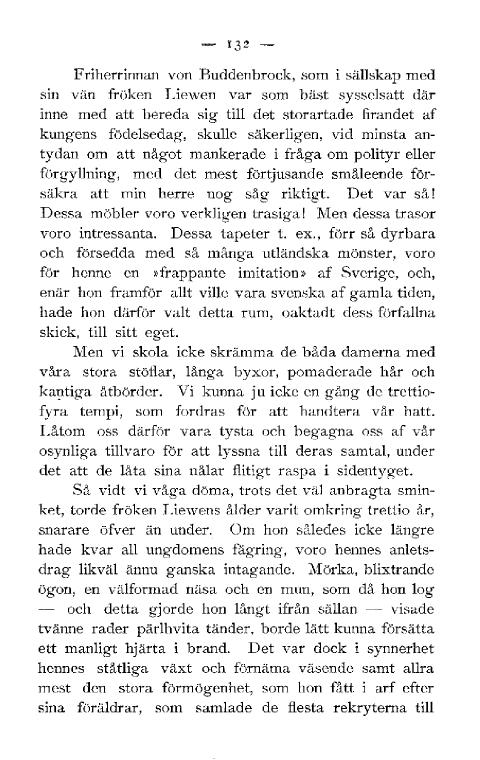 — 132 —
Friherrinnan von Buddenbrock, som i sällskap med
sin vän fröken Liewen var som bäst sysselsatt där
inne med att bereda sig till det storartade firandet af
kungens födelsedag, skulle säkerligen, vid minsta an-
tydan om att något mankerade i fråga om polityr eller
förgyllning, med det mest förtjusande småleende för-
säkra att min herre nog såg riktigt. Det var så!
Dessa möbler voro verkligen trasiga! Men dessa trasor
voro intressanta. Dessa tapeter t. ex., förr så dyrbara
och försedda med så många utländska mönster, voro
för henne en »frappante imitation» af Sverige, och,
enär hon framför allt ville vara svenska af gamla tiden,
hade hon därför valt detta rum, oaktadt dess förfallna
skick, till sitt eget.
Men vi skola icke skrämma de båda damerna med
våra stora stöflar, långa byxor, pomaderade hår och
kantiga åtbörder. Vi kunna ju icke en gång de trettio-
fyra tempi, som fordras för att handtera vår hatt.
Låtom oss därför vara tysta och begagna oss af vår
osynliga tillvaro för att lyssna till deras samtal, under
det att de låta sina nålar flitigt raspa i sidentyget.
Så vidt vi våga döma, trots det väl anbragta smin-
ket, torde fröken Liewens ålder varit omkring trettio år,
snarare öfver än under. Om hon således icke längre
hade kvar all ungdomens fägring, voro hennes anlets-
drag likväl ännu ganska intagande. Mörka, blixtrande
ögon, en välformad näsa och en mun, som då hon log
— och detta gjorde hon långt ifrån sällan — visade
tvänne rader pärlhvita tänder, borde lätt kunna försätta
ett manligt hjärta i brand. Det var dock i synnerhet
hennes ståtliga växt och förnäma väsende samt allra
mest den stora förmögenhet, som hon fått i arf efter
sina föräldrar, som samlade de flesta rekryterna till